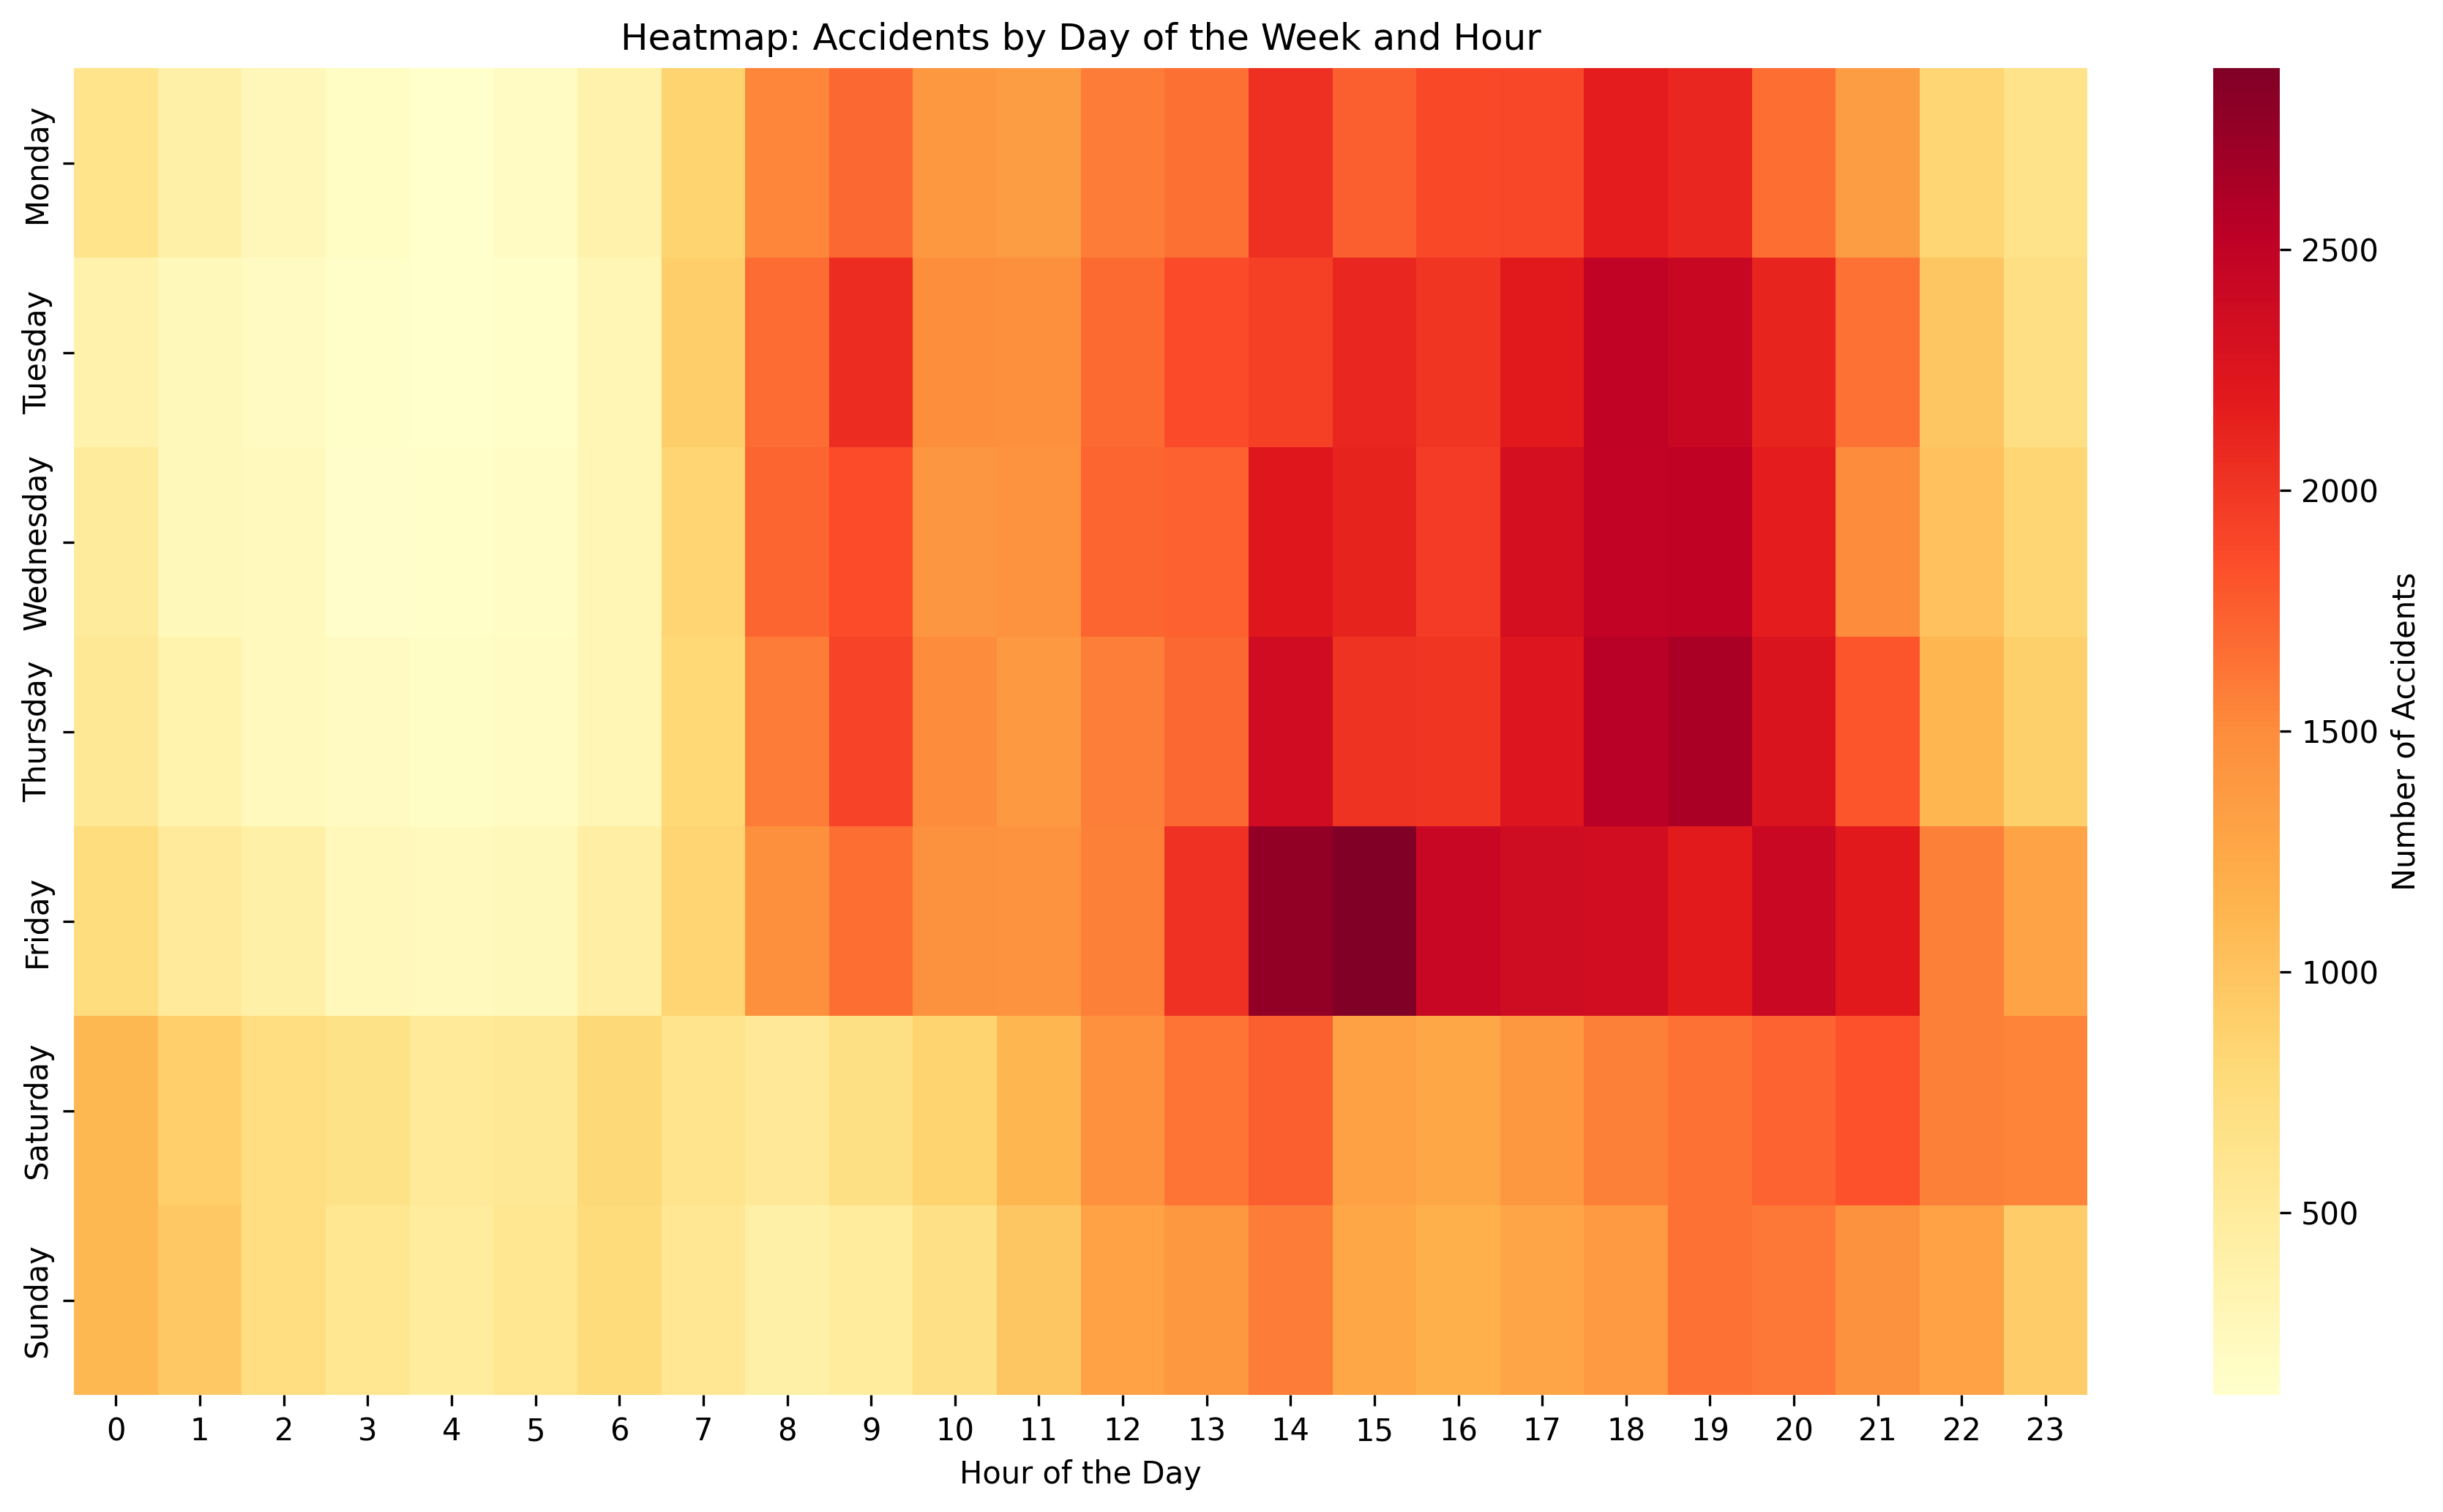 Heatmap: Accidents by Day of the Week and Hour
Monday
Tuesday
Wednesday
Thursday
Friday
Saturday
Sunday
0 1 2 3 4 5 6 7 8 9 10 11 12 13 14 15 16 17 18 19 20 21 22 23
Hour of the Day
2500
2000
1500
1000
500
Number of Accidents